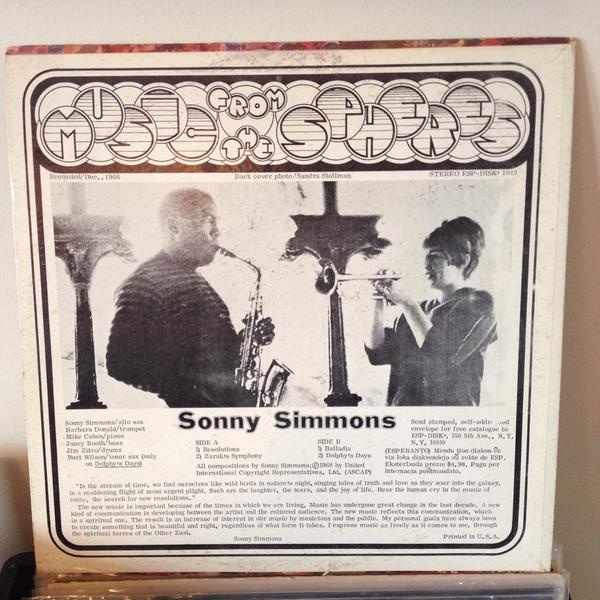 MUSIC FROM THE SPHERES
Recorded/Dec., 1966 Back cover photo/Sandra Stollman STEREO ESP-DISK' 1043
Sonny Simmons
Sonny Simmons/alto sax
Barbara Donald/trumpet
Mike Cohen/piano
Juney Booth/bass
Jim Zitro/drums
Burt Wilson/tenor sax (only
on Dolphy's Days)
SIDE A
1) Resolutions
2) Zarak's Symphony
SIDE B
1) Balladia
2) Dolphy's Days
All compositions by Sonny Simmons;©1968 by United
International Copyright Representatives, Ltd. (ASCAP)
Send stamped, self-addressed
envelope for free catalogue to
ESP-DISK', 156 5th Ave., N.Y.
N.Y. 10010
(ESPERANTO) Mendu tiun diskon ĉe
via loka diskvendejo aŭ rekte de ESP.
Eksterlanda prezo: $4,98. Pagu per
internacia poŝtmandato.
"In the stream of time, we find ourselves like wild birds in nature's night, singing tales of truth and love as they soar into the galaxy,
in a maddening flight of most urgent plight. Such are the laughter, the tears, and the joy of life. Hear the human cry in the music of
today, the search for new resolutions."
The new music is important because of the times in which we are living. Music has undergone great change in the last decade. A new
kind of communication is developing between the artist and the cultured audience. The new music reflects this communication, which
is a spiritual one. The result is an increase of interest in our music by musicians and the public. My personal goals have always been
to create something that is beautiful and right, regardless of what form it takes. I express music as freely as it comes to me, through
the spiritual forces of the Other East.
Sonny Simmons Printed in U.S.A.